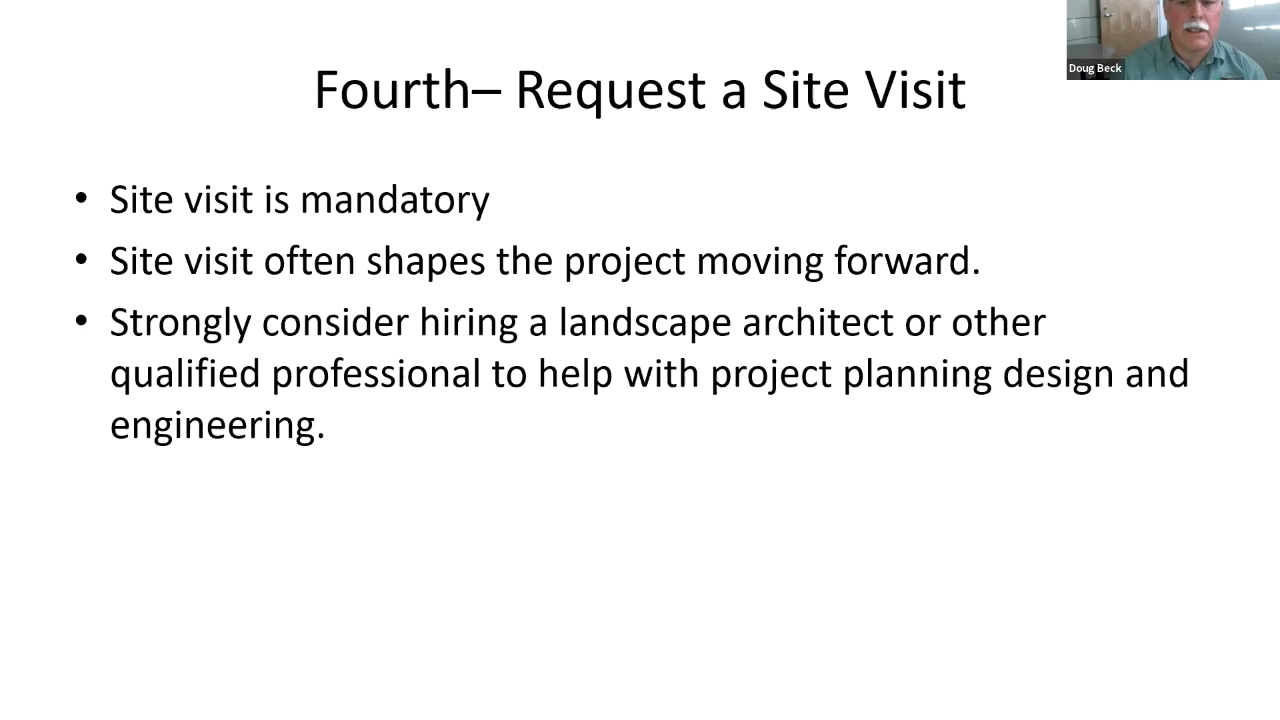 Doug Beck
Fourth– Request a Site Visit
• Site visit is mandatory
• Site visit often shapes the project moving forward.
• Strongly consider hiring a landscape architect or other
qualified professional to help with project planning design and
engineering.